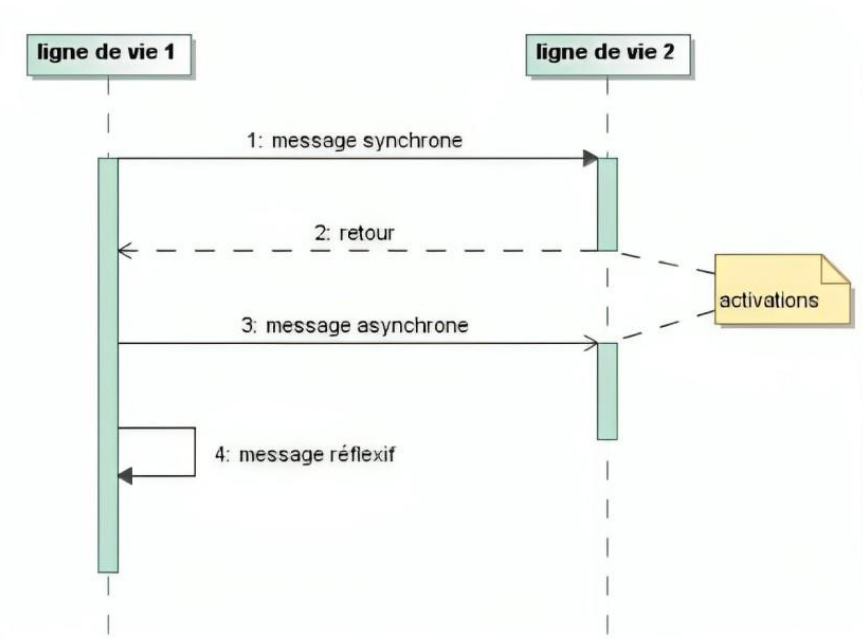 ligne de vie 1
ligne de vie 2
1: message synchrone
2: retour
activations
3: message asynchrone
4: message réflexif